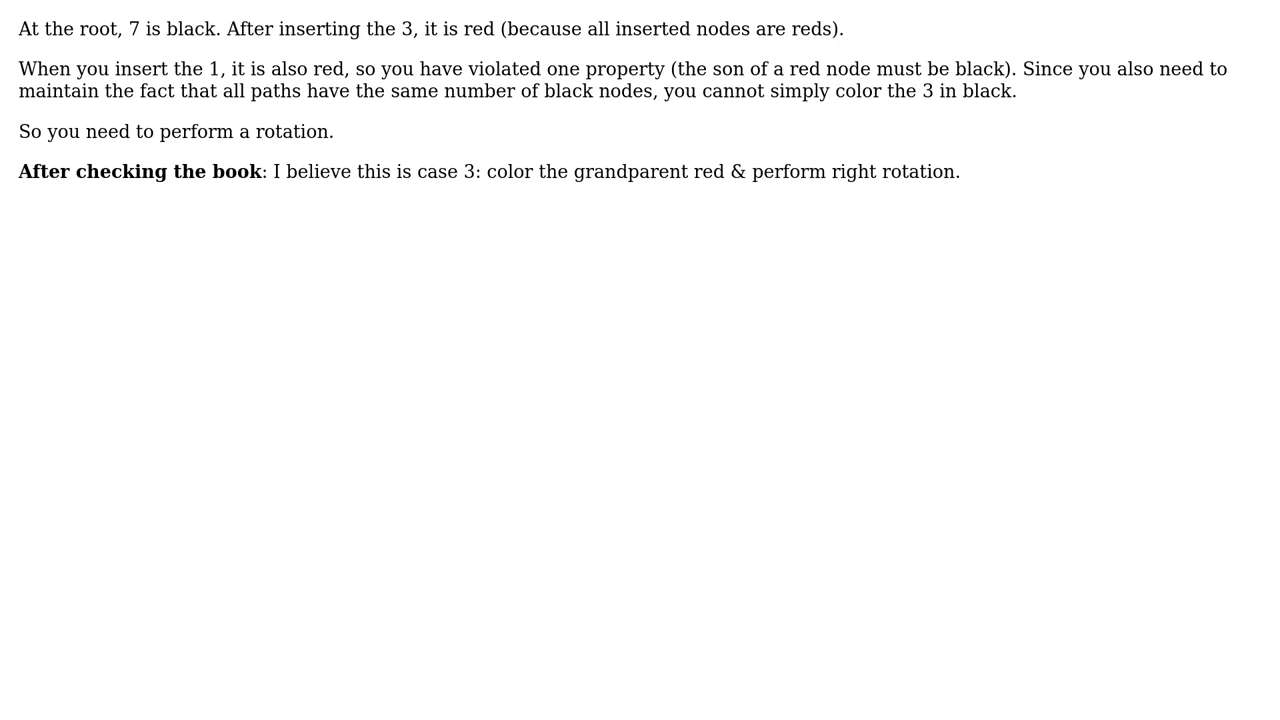 At the root, 7 is black. After inserting the 3, it is red (because all inserted nodes are reds).
When you insert the 1, it is also red, so you have violated one property (the son of a red node must be black). Since you also need to
maintain the fact that all paths have the same number of black nodes, you cannot simply color the 3 in black.
So you need to perform a rotation.
After checking the book: I believe this is case 3: color the grandparent red & perform right rotation.